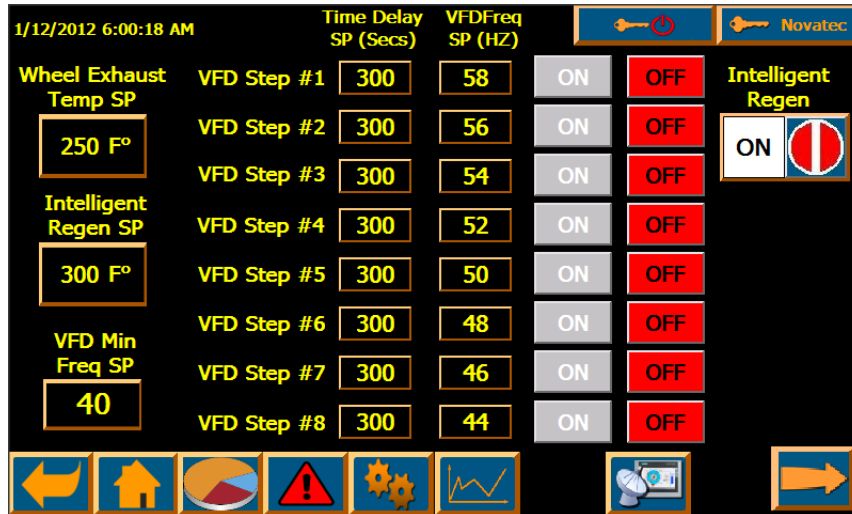 1/12/2012 6:00:18 AM
Time Delay
SP (Secs)
VFDFreq
SP (HZ)
Novatec
Wheel Exhaust
Temp SP
250 Fº
Intelligent
Regen SP
300 Fº
VFD Min
Freq SP
40
VFD Step #1 300 58 ON OFF
VFD Step #2 300 56 ON OFF
VFD Step #3 300 54 ON OFF
VFD Step #4 300 52 ON OFF
VFD Step #5 300 50 ON OFF
VFD Step #6 300 48 ON OFF
VFD Step #7 300 46 ON OFF
VFD Step #8 300 44 ON OFF
Intelligent
Regen
ON